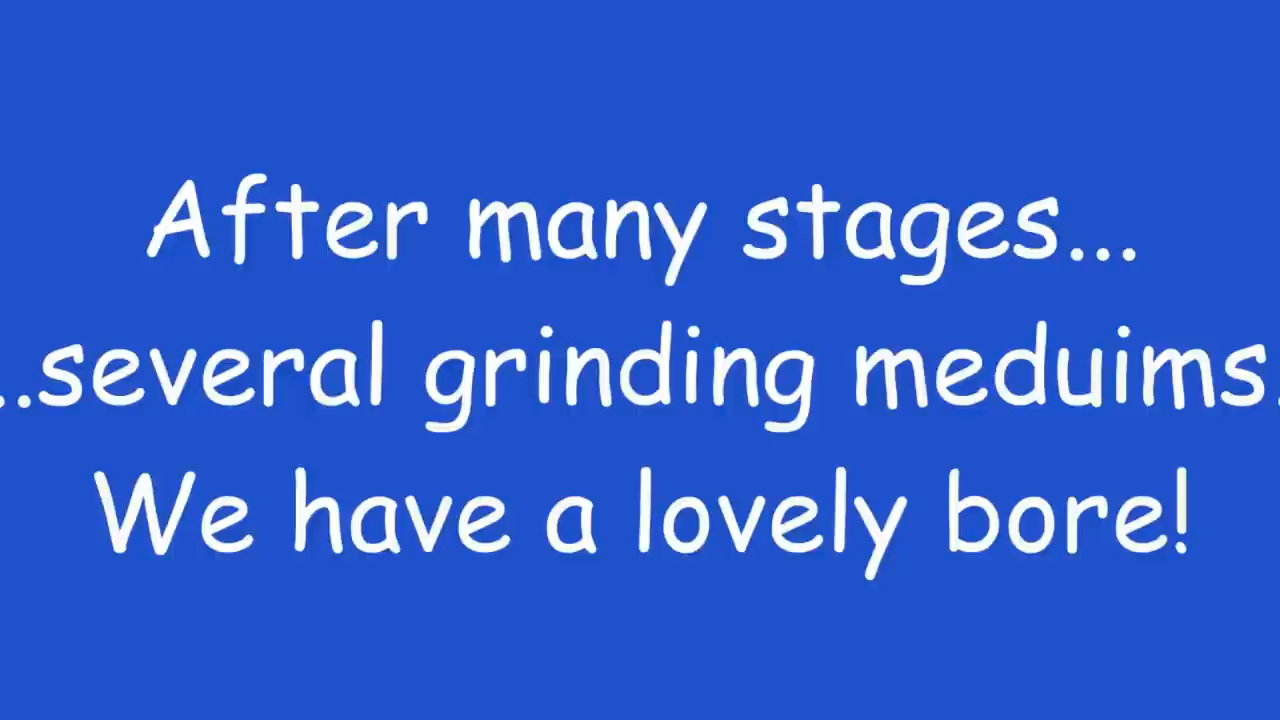 After many stages...
..several grinding meduims.
We have a lovely bore!